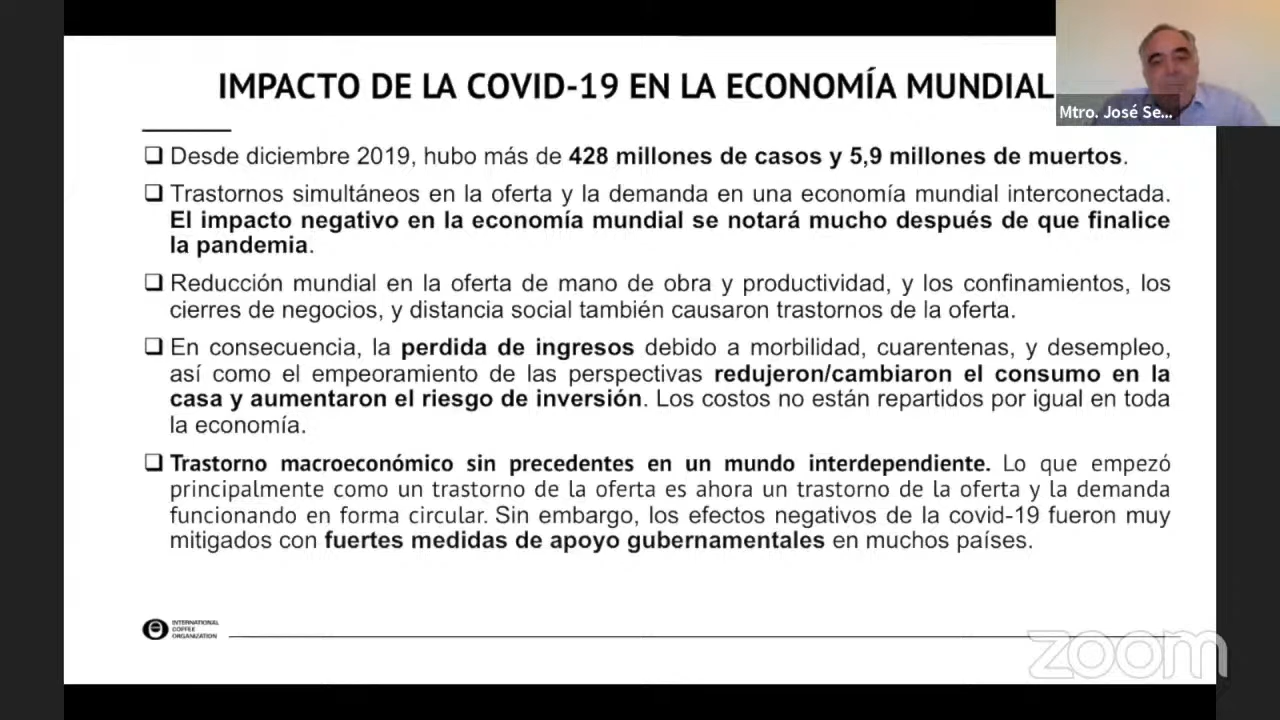 IMPACTO DE LA COVID-19 EN LA ECONOMÍA MUNDIAL
Mtro. José Se...
❑ Desde diciembre 2019, hubo más de 428 millones de casos y 5,9 millones de muertos.
❑ Trastornos simultáneos en la oferta y la demanda en una economía mundial interconectada.
El impacto negativo en la economía mundial se notará mucho después de que finalice
la pandemia.
❑ Reducción mundial en la oferta de mano de obra y productividad, y los confinamientos, los
cierres de negocios, y distancia social también causaron trastornos de la oferta.
❑ En consecuencia, la perdida de ingresos debido a morbilidad, cuarentenas, y desempleo,
así como el empeoramiento de las perspectivas redujeron/cambiaron el consumo en la
casa y aumentaron el riesgo de inversión. Los costos no están repartidos por igual en toda
la economía.
❑ Trastorno macroeconómico sin precedentes en un mundo interdependiente. Lo que empezó
principalmente como un trastorno de la oferta es ahora un trastorno de la oferta y la demanda
funcionando en forma circular. Sin embargo, los efectos negativos de la covid-19 fueron muy
mitigados con fuertes medidas de apoyo gubernamentales en muchos países.
INTERNATIONAL
COFFEE
ORGANIZATION
zoom